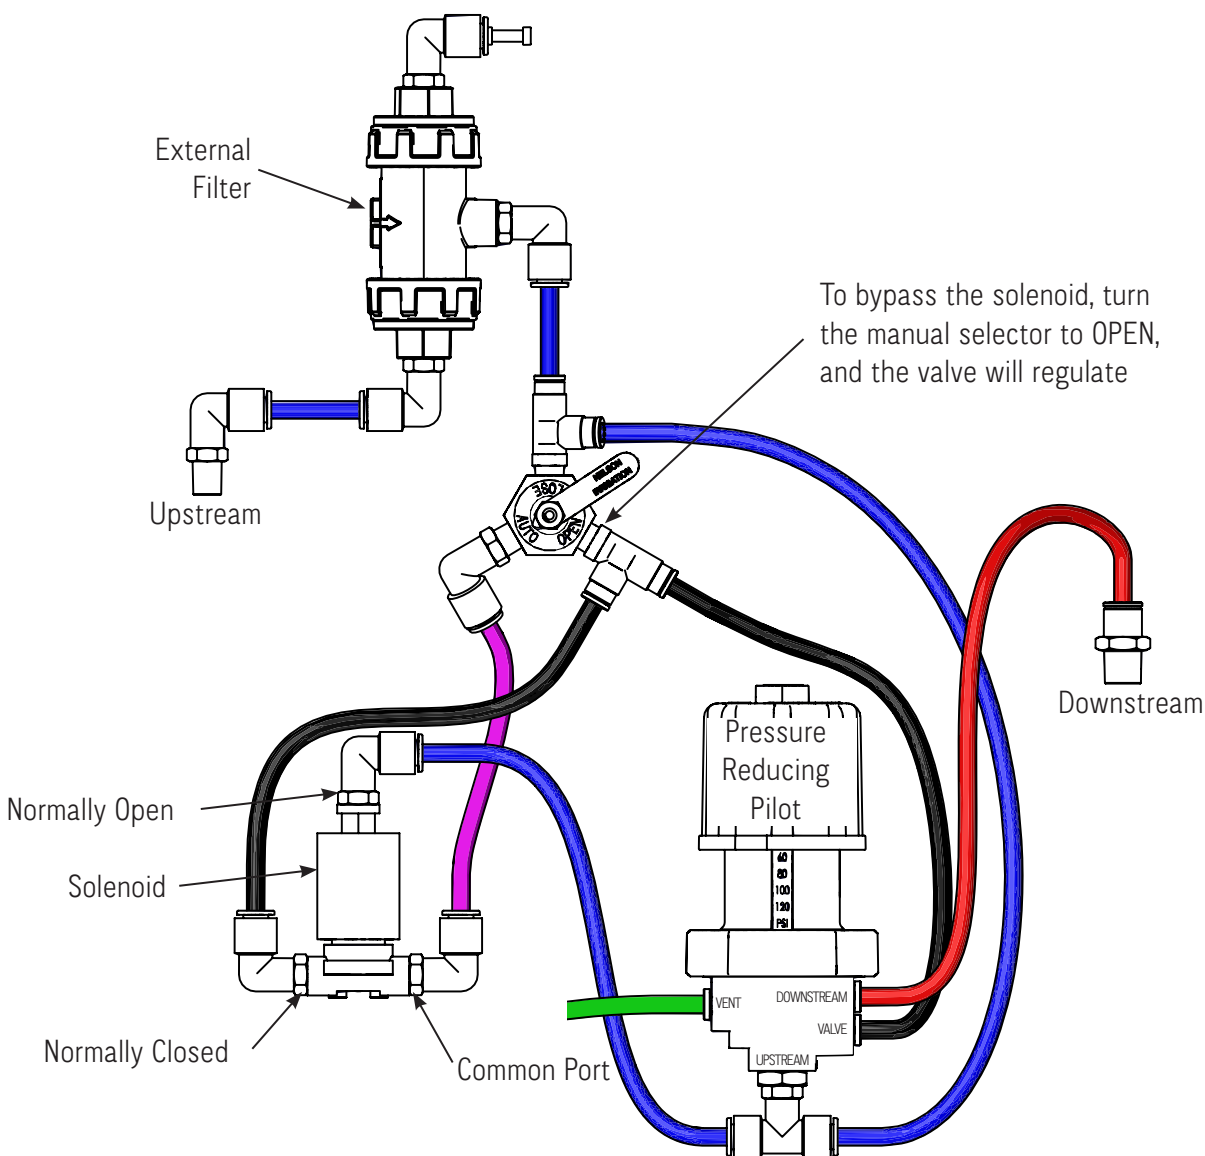 External
Filter
To bypass the solenoid, turn
the manual selector to OPEN,
and the valve will regulate
Upstream
NELSON
IRRIGATION
CLOSE
AUTO
OPEN
Downstream
Pressure
Reducing
Pilot
Normally Open
Solenoid
60
80
100
120
PSI
VENT
DOWNSTREAM
VALVE
UPSTREAM
Normally Closed
Common Port